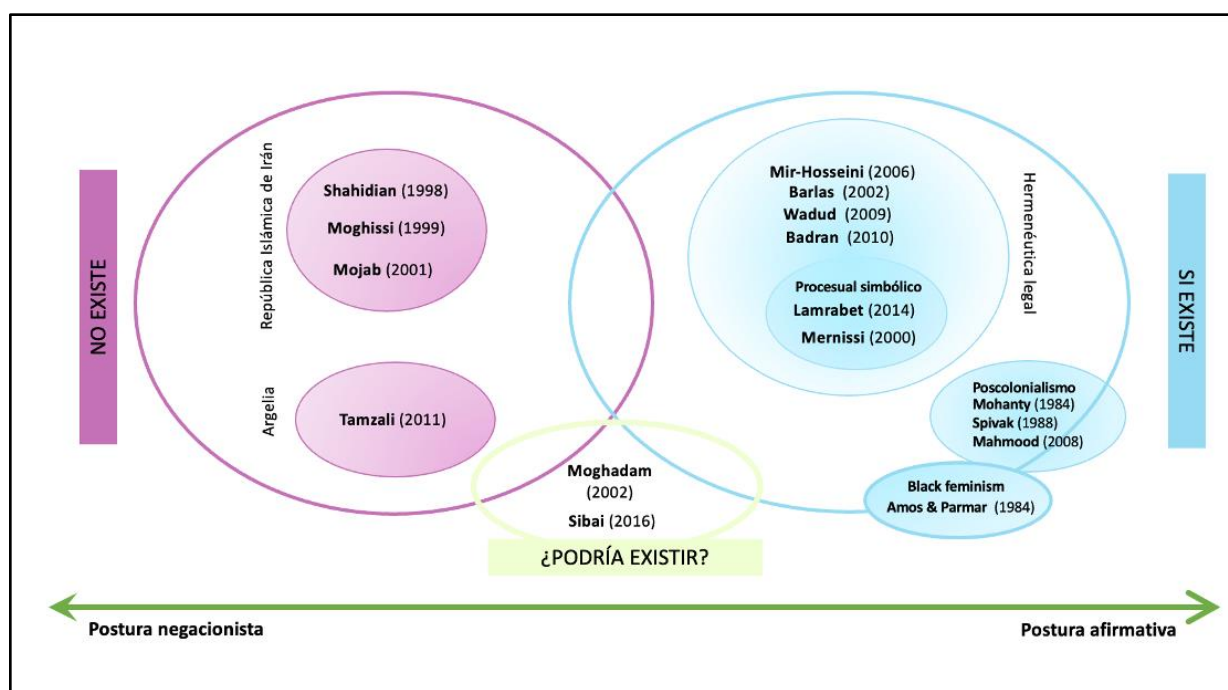 NO EXISTE
República Islámica de Irán
Shahidian (1998)
Moghissi (1999)
Mojab (2001)
Argelia
Tamzali (2011)
Moghadam
(2002)
Sibai (2016)
¿PODRÍA EXISTIR?
Mir-Hosseini (2006)
Barlas (2002)
Wadud (2009)
Badran (2010)
Procesual simbólico
Lamrabet (2014)
Mernissi (2000)
Hermenéutica legal
Poscolonialismo
Mohanty (1984)
Spivak (1988)
Mahmood (2008)
Black feminism
Amos & Parmar (1984)
SI EXISTE
Postura negacionista
Postura afirmativa